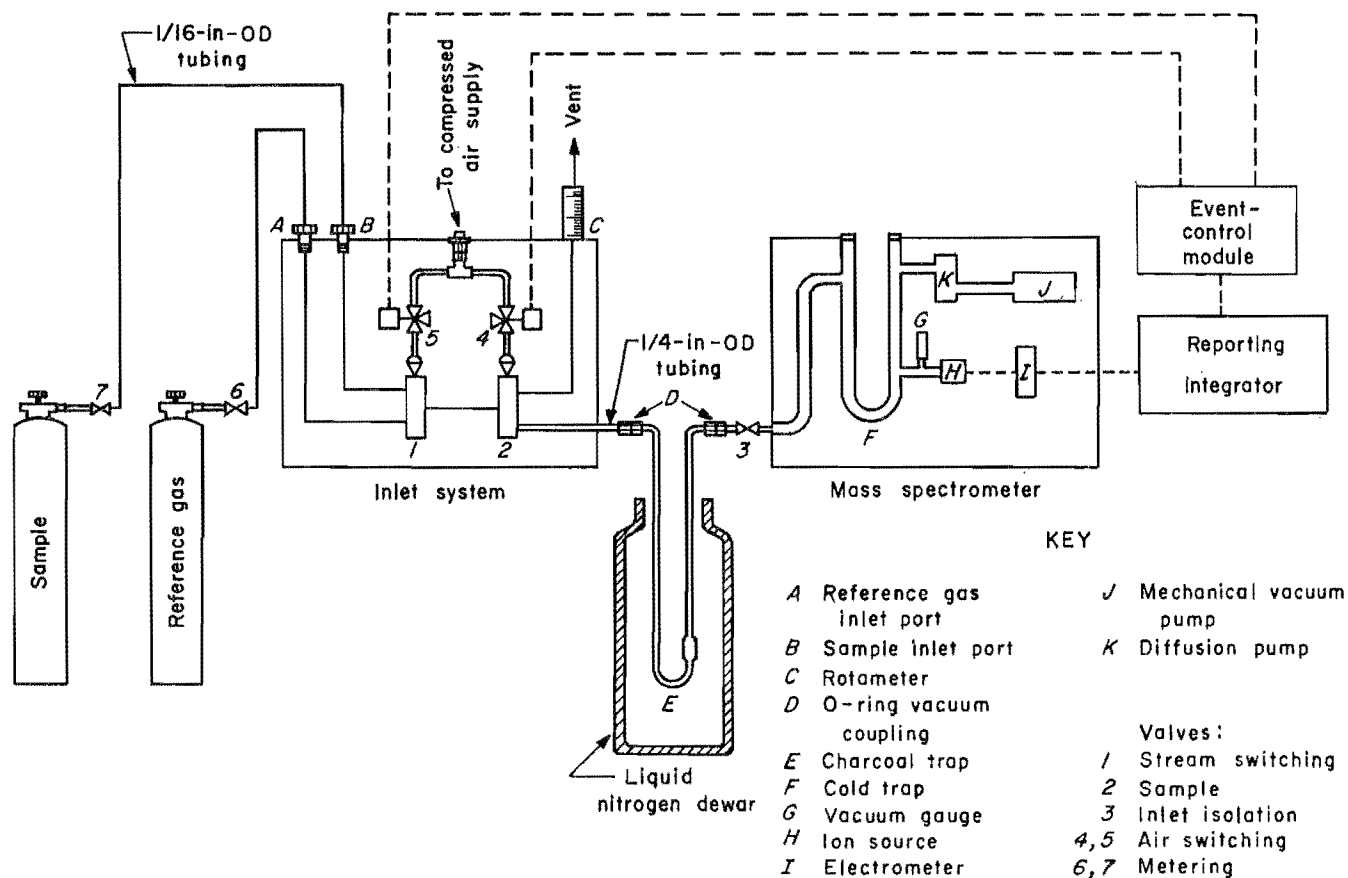 1/16-in-OD
tubing
To compressed
air supply
Vent
A
B
C
5
4
7
6
1/4-in-OD
tubing
D
1
2
3
Inlet system
Sample
Reference gas
E
Liquid
nitrogen dewar
K
J
G
H
I
F
Mass spectrometer
Event-
control
module
Reporting
integrator
KEY
A Reference gas
inlet port
B Sample inlet port
C Rotameter
D O-ring vacuum
coupling
E Charcoal trap
F Cold trap
G Vacuum gauge
H Ion source
I Electrometer
J Mechanical vacuum
pump
K Diffusion pump
Valves:
1 Stream switching
2 Sample
3 Inlet isolation
4,5 Air switching
6,7 Metering